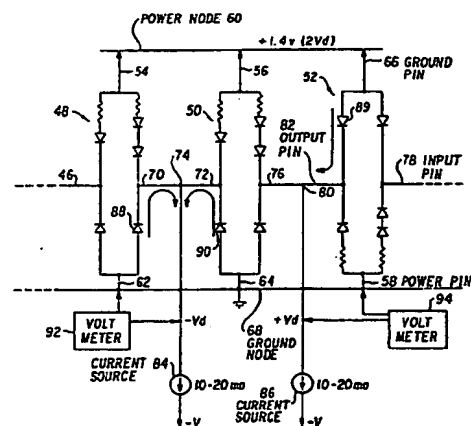 POWER NODE 60
+1.4v (2Vd)
54
56
52
66 GROUND
PIN
48
50
89
82
OUTPUT
PIN
78
INPUT
PIN
46
70
74
72
76
80
88
90
62
64
58 POWER PIN
68
GROUND
NODE
94
92
VOLT
METER
-Vd
+Vd
VOLT
METER
CURRENT
SOURCE 84
10-20ma
86
CURRENT
SOURCE
10-20ma
-V
-V